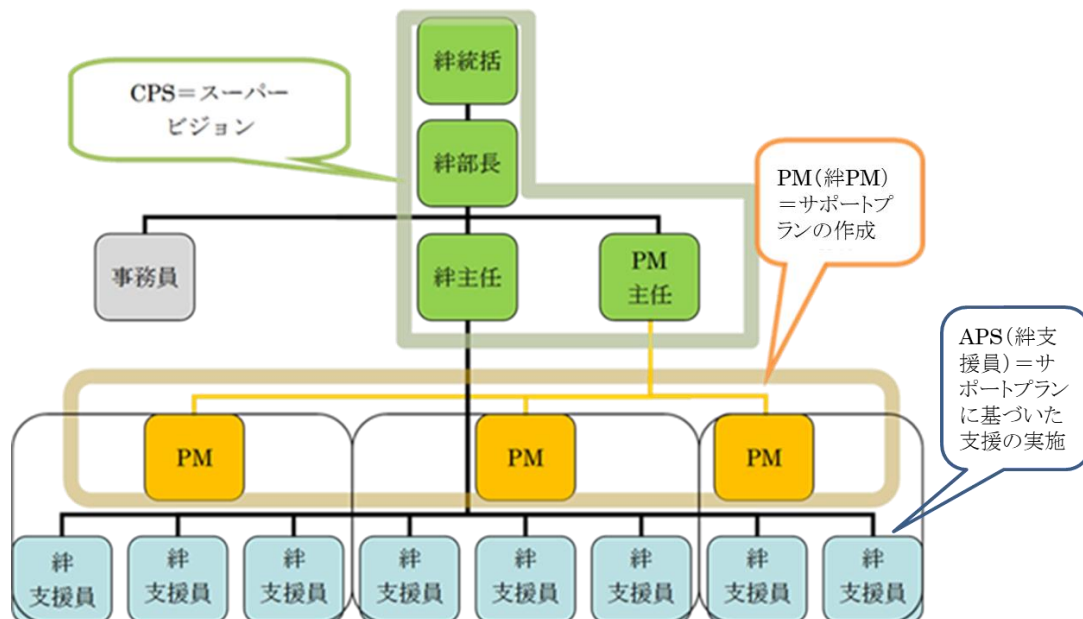 絆統括
CPS=スーパー
ビジョン
絆部長
PM(絆PM)
=サポートプ
ランの作成
事務員
絆主任
PM
主任
APS(絆支
援員)=サ
ポートプラン
に基づいた
支援の実施
PM
PM
PM
絆
支援員
絆
支援員
絆
支援員
絆
支援員
絆
支援員
絆
支援員
絆
支援員
絆
支援員